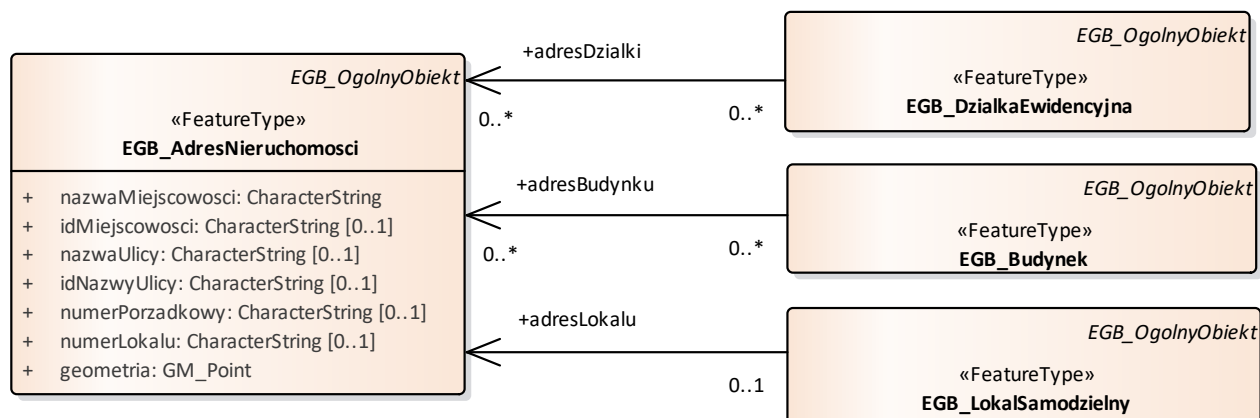 EGB_OgolnyObiekt
«FeatureType»
EGB_AdresNieruchomosci
+ nazwaMiejscowosci: CharacterString
+ idMiejscowosci: CharacterString [0..1]
+ nazwaUlicy: CharacterString [0..1]
+ idNazwyUlicy: CharacterString [0..1]
+ numerPorzadkowy: CharacterString [0..1]
+ numerLokalu: CharacterString [0..1]
+ geometria: GM_Point
+adresDzialki
0..*
0..*
EGB_OgolnyObiekt
«FeatureType»
EGB_DzialkaEwidencyjna
+adresBudynku
0..*
0..*
EGB_OgolnyObiekt
«FeatureType»
EGB_Budynek
+adresLokalu
0..1
EGB_OgolnyObiekt
«FeatureType»
EGB_LokalSamodzielny